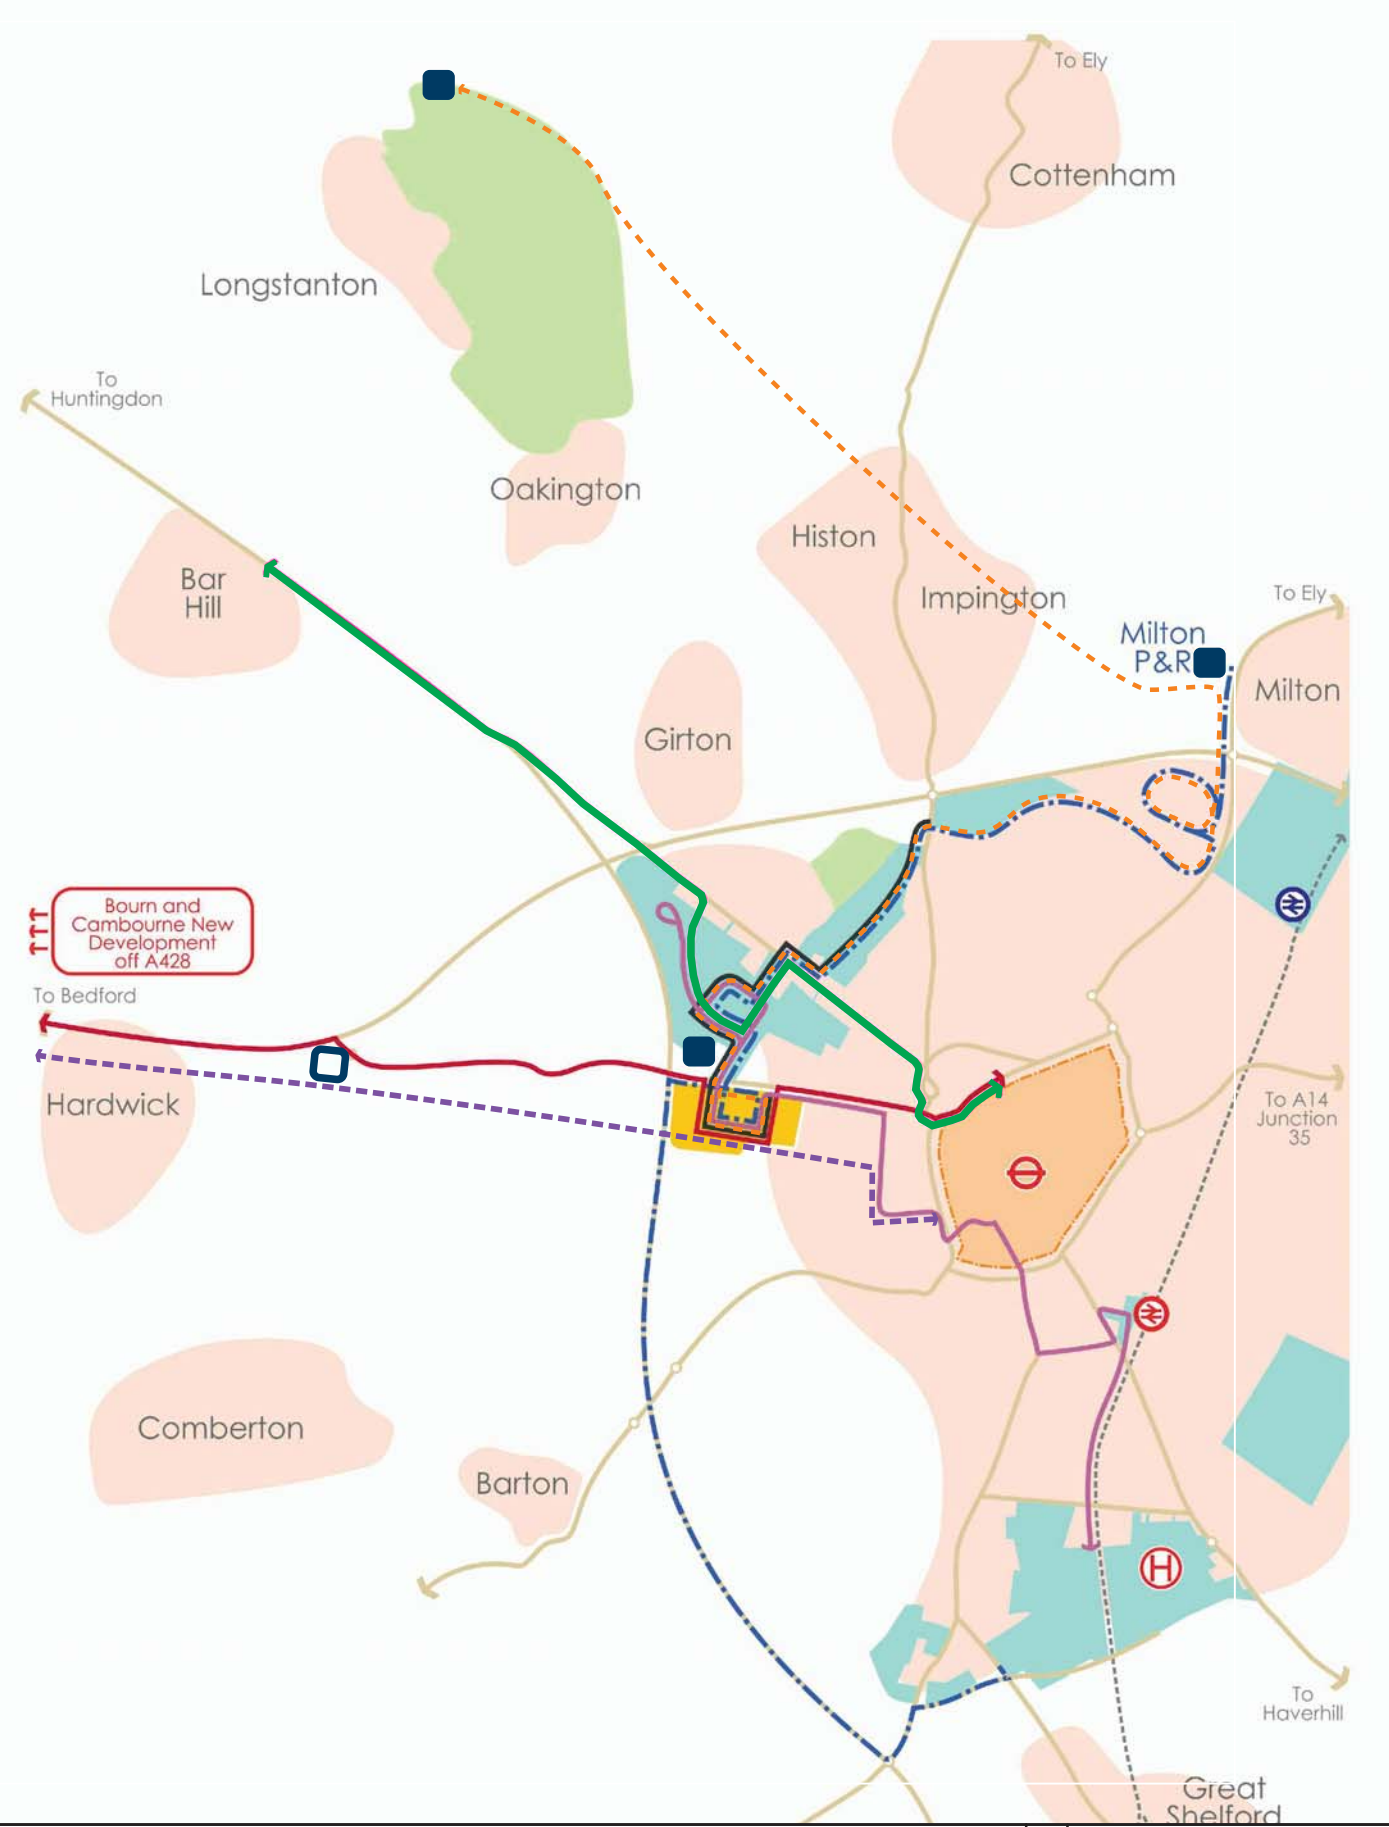 To Ely
Cottenham
Longstanton
To
Huntingdon
Oakington
Histon
Bar
Hill
Impington
To Ely
Milton
P&R
Milton
Girton
Bourn and
Cambourne New
Development
off A428
To Bedford
Hardwick
To A14
Junction
35
Comberton
Barton
H
To
Haverhill
Great
Shelford